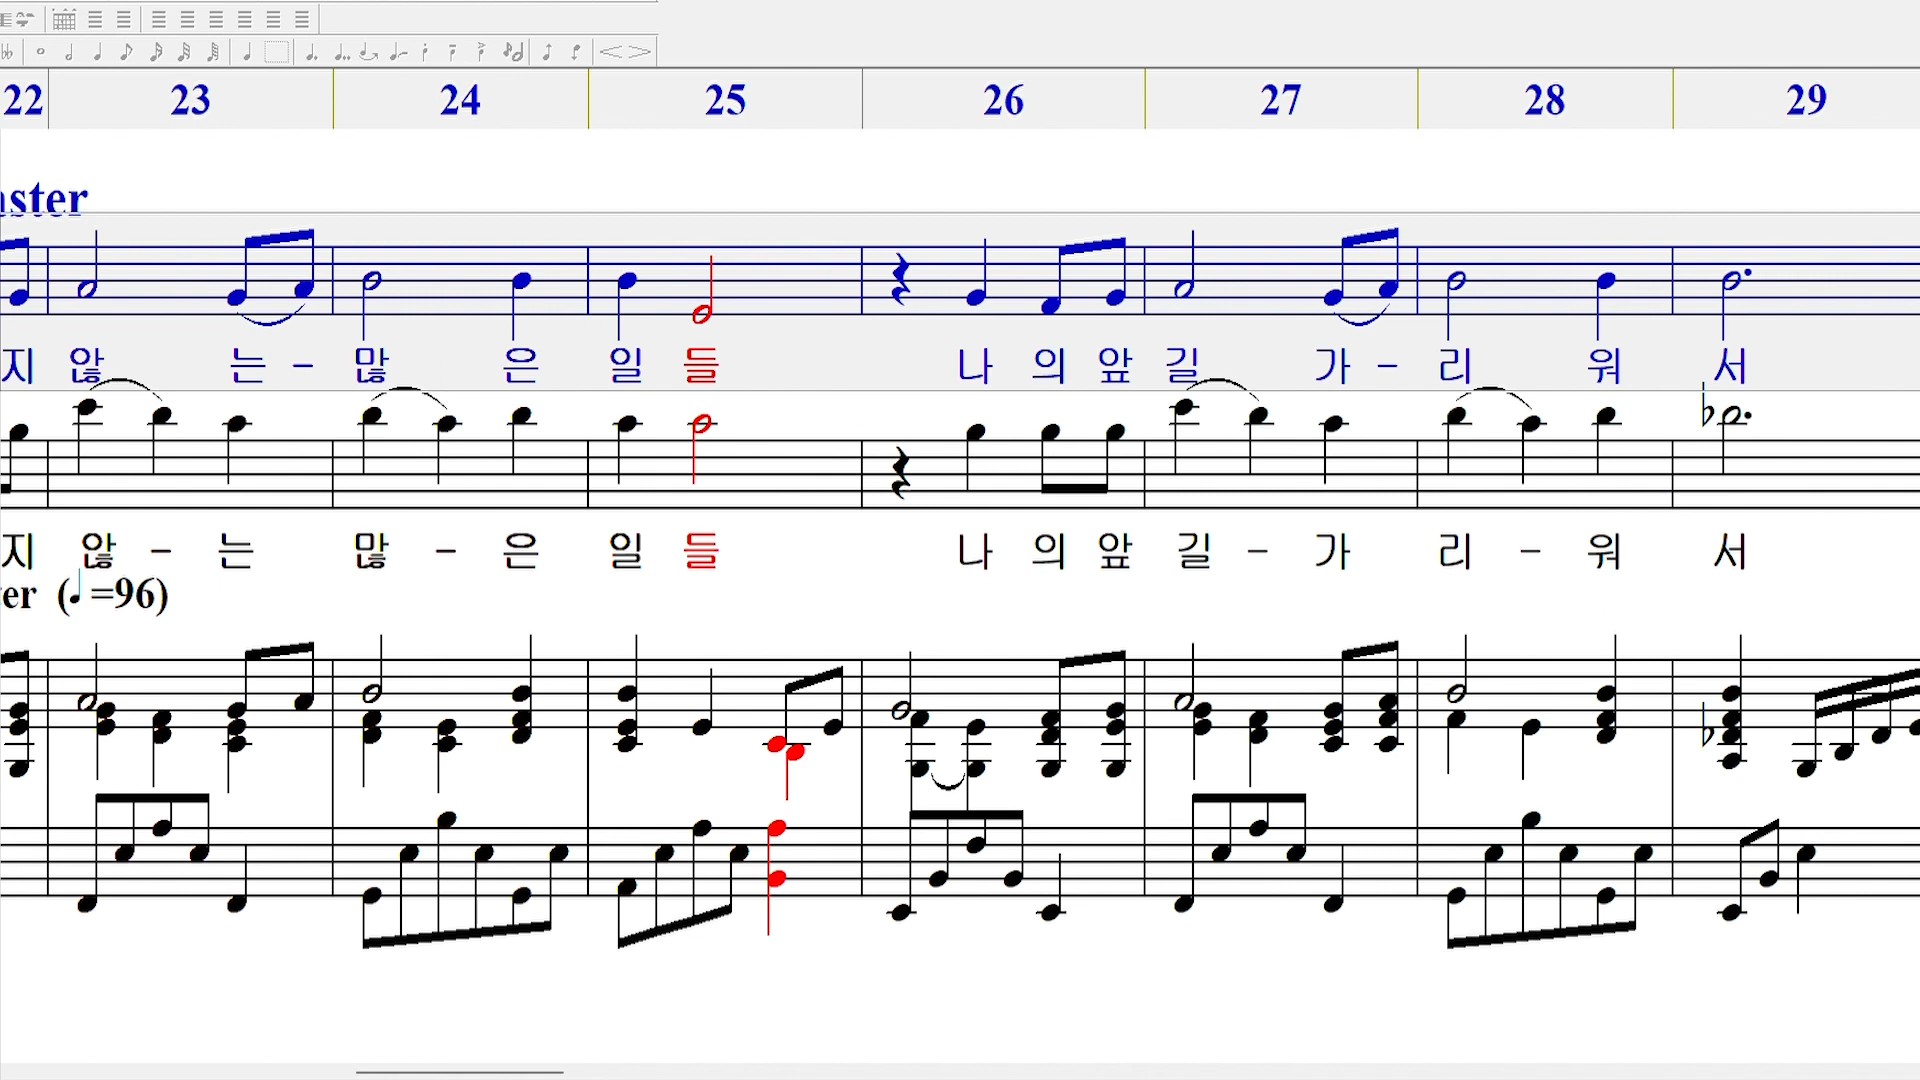 22 23 24 25 26 27 28 29
aster
지 않 는 - 많 은 일 들 나 의 앞 길 가 - 리 워 서
지 않 - 는 많 - 은 일 들 나 의 앞 길 - 가 리 - 워 서
er (♩=96)